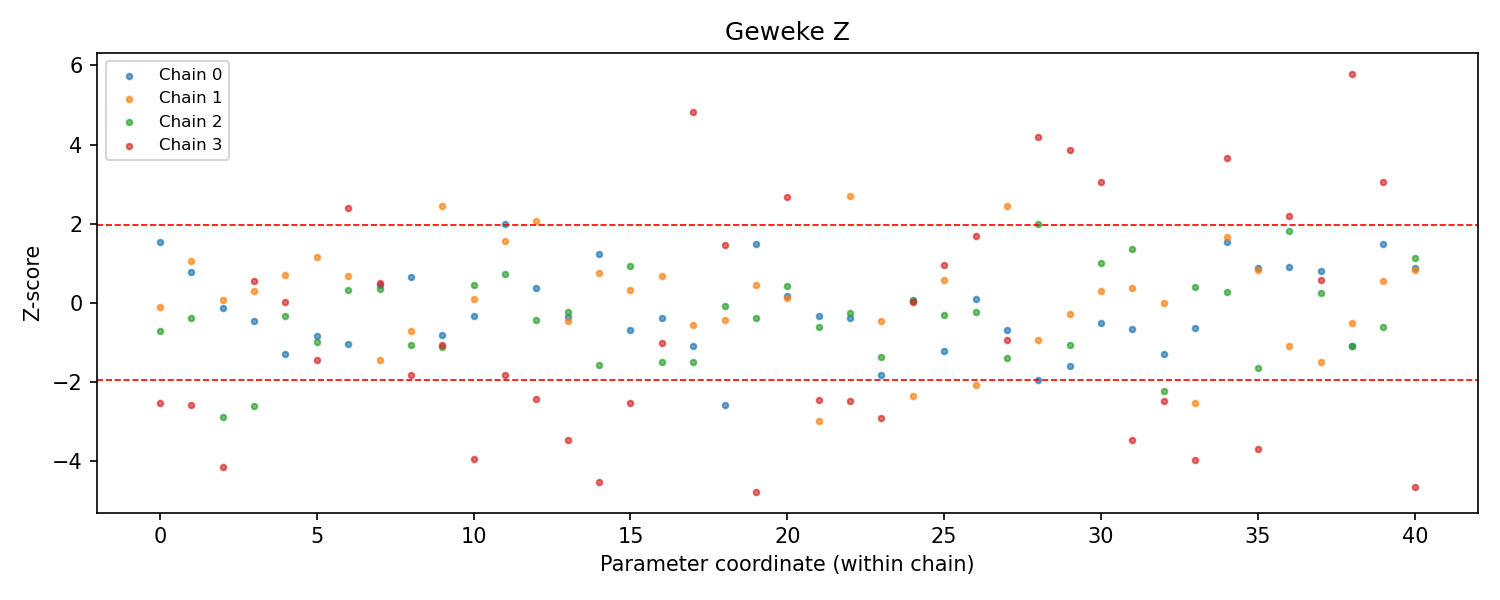 Geweke Z
6
4
2
0
−2
−4
Z-score
Chain 0
Chain 1
Chain 2
Chain 3
0 5 10 15 20 25 30 35 40
Parameter coordinate (within chain)